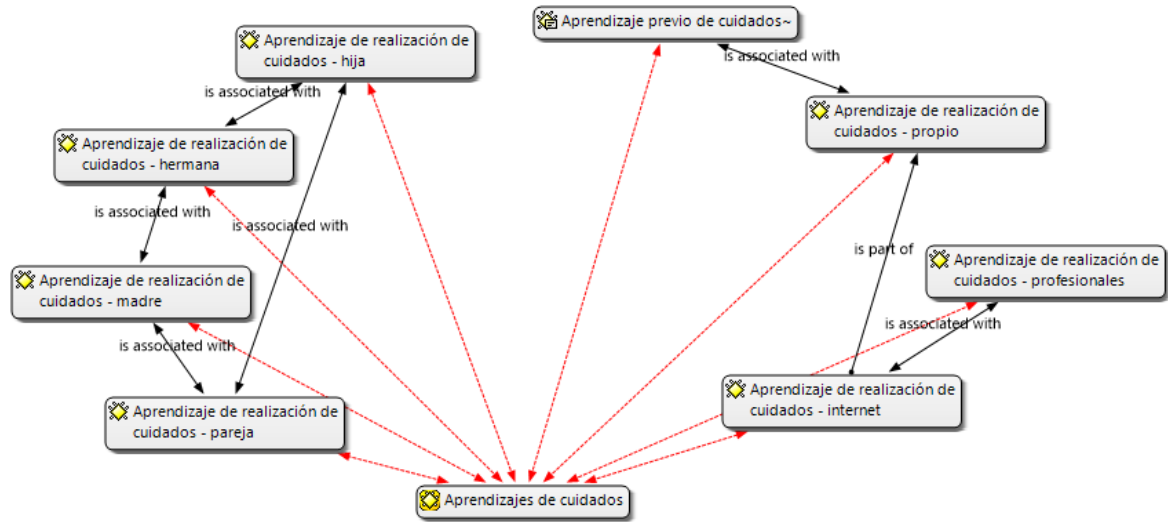 Aprendizaje previo de cuidados~
Aprendizaje de realización de
cuidados - hija
is associated with
is associated with
Aprendizaje de realización de
cuidados - propio
Aprendizaje de realización de
cuidados - hermana
is associated with
is associated with
is part of
Aprendizaje de realización de
cuidados - profesionales
Aprendizaje de realización de
cuidados - madre
is associated with
is associated with
Aprendizaje de realización de
cuidados - internet
Aprendizaje de realización de
cuidados - pareja
Aprendizajes de cuidados